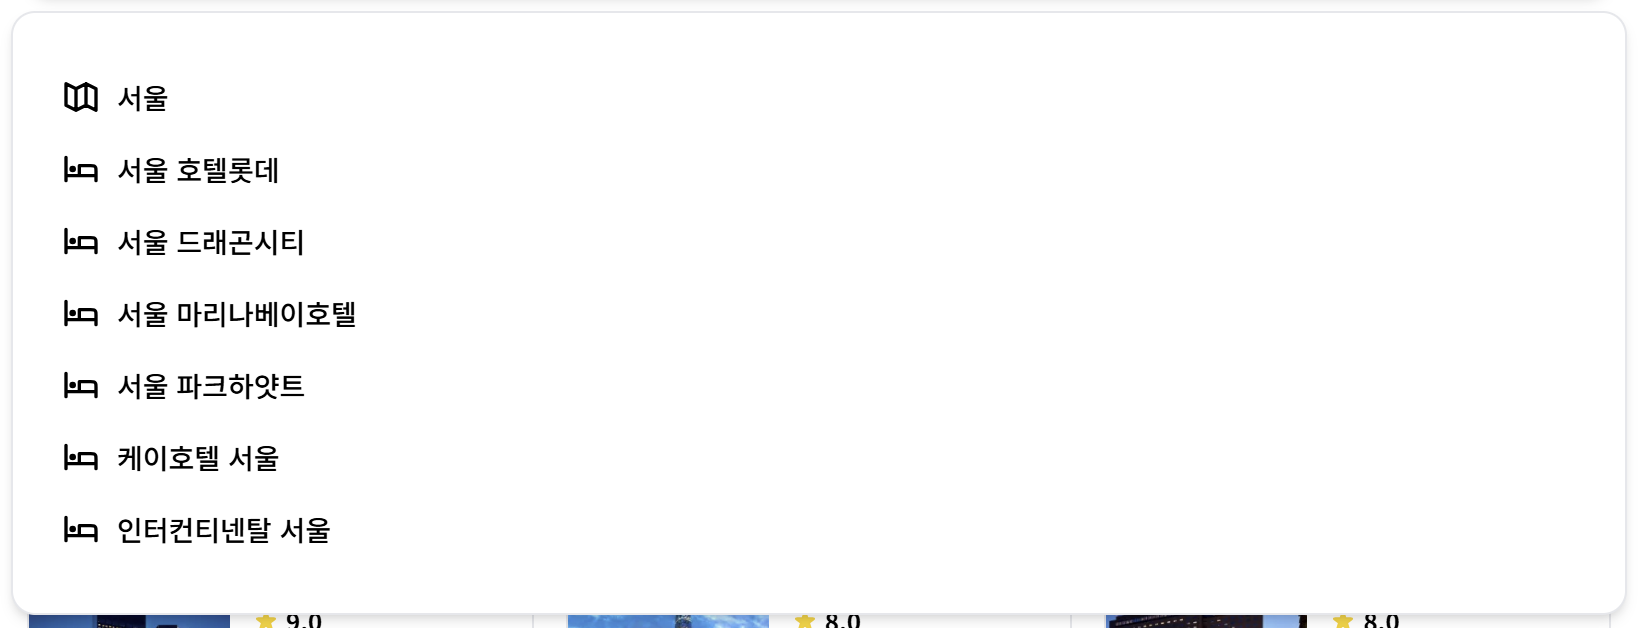 서울
서울 호텔롯데
서울 드래곤시티
서울 마리나베이호텔
서울 파크하얏트
케이호텔 서울
인터컨티넨탈 서울
9.0
8.0
8.0